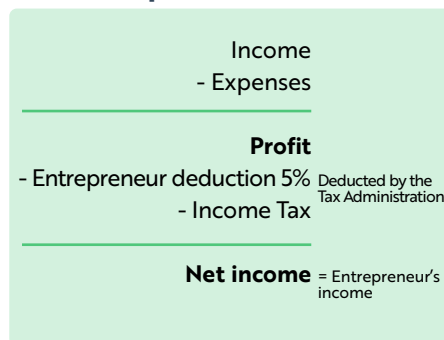 Income
- Expenses
Profit
- Entrepreneur deduction 5% Deducted by the
Tax Administration
- Income Tax
Net income = Entrepreneur's
income